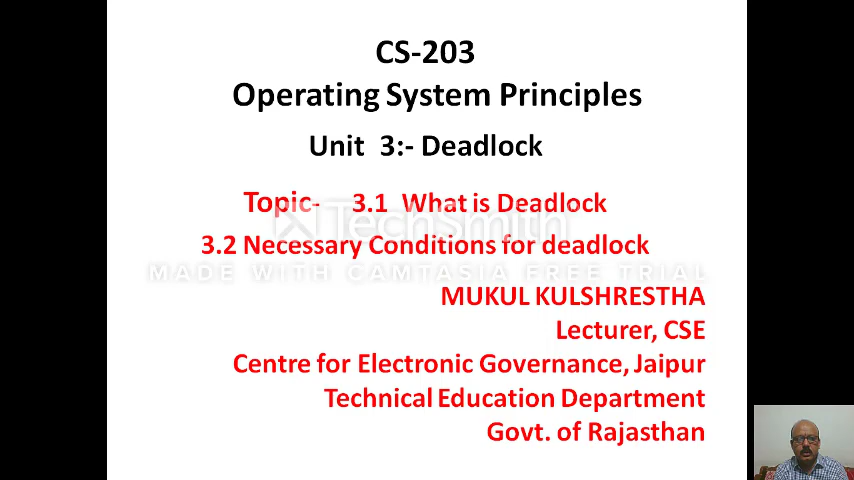 CS-203
Operating System Principles
Unit 3:- Deadlock
Topic- 3.1 What is Deadlock
TechSmith
3.2 Necessary Conditions for deadlock
MADE WITH CAMTASIA FREE TRIAL
MUKUL KULSHRESTHA
Lecturer, CSE
Centre for Electronic Governance, Jaipur
Technical Education Department
Govt. of Rajasthan